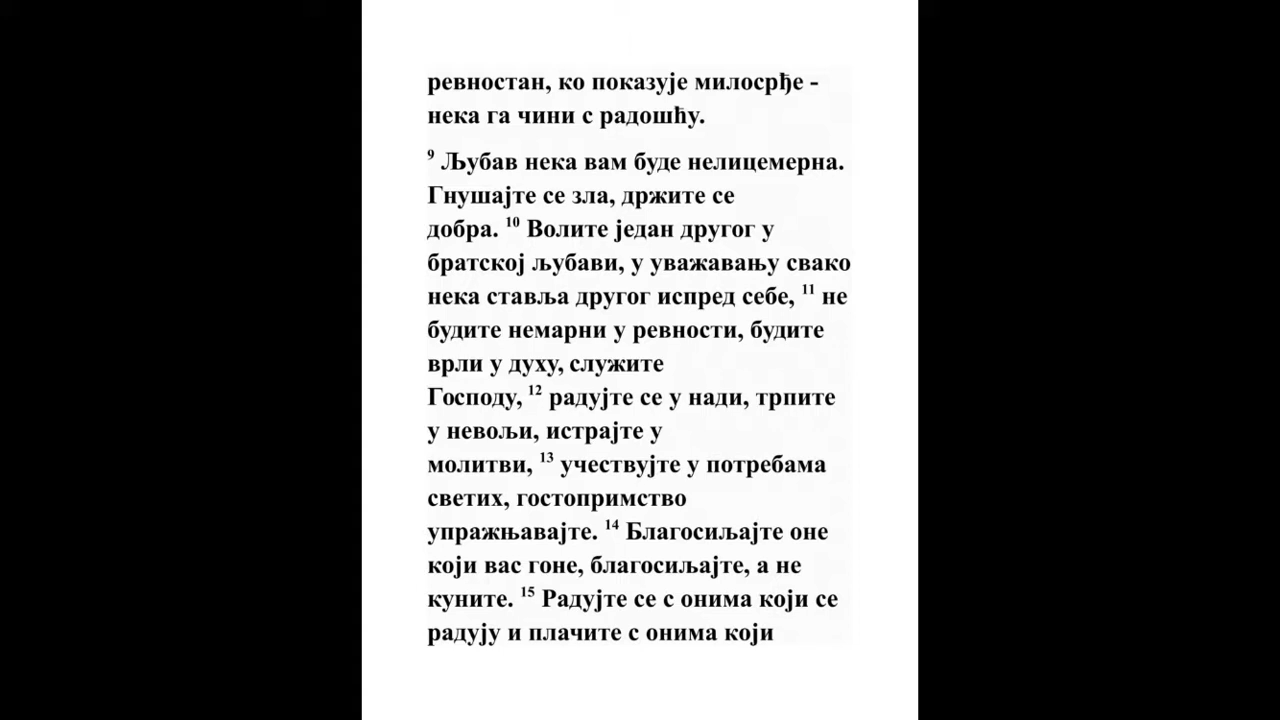 ревностан, ко показује милосрђе -
нека га чини с радошћу.
9 Љубав нека вам буде нелицемерна.
Гнушајте се зла, држите се
добра. 10 Волите један другог у
братској љубави, у уважавању свако
нека ставља другог испред себе, 11 не
будите немарни у ревности, будите
врли у духу, служите
Господу, 12 радујте се у нади, трпите
у невољи, истрајте у
молитви, 13 учествујте у потребама
светих, гостопримство
упражњавајте. 14 Благосиљајте оне
који вас гоне, благосиљајте, а не
куните. 15 Радујте се с онима који се
радују и плачите с онима који